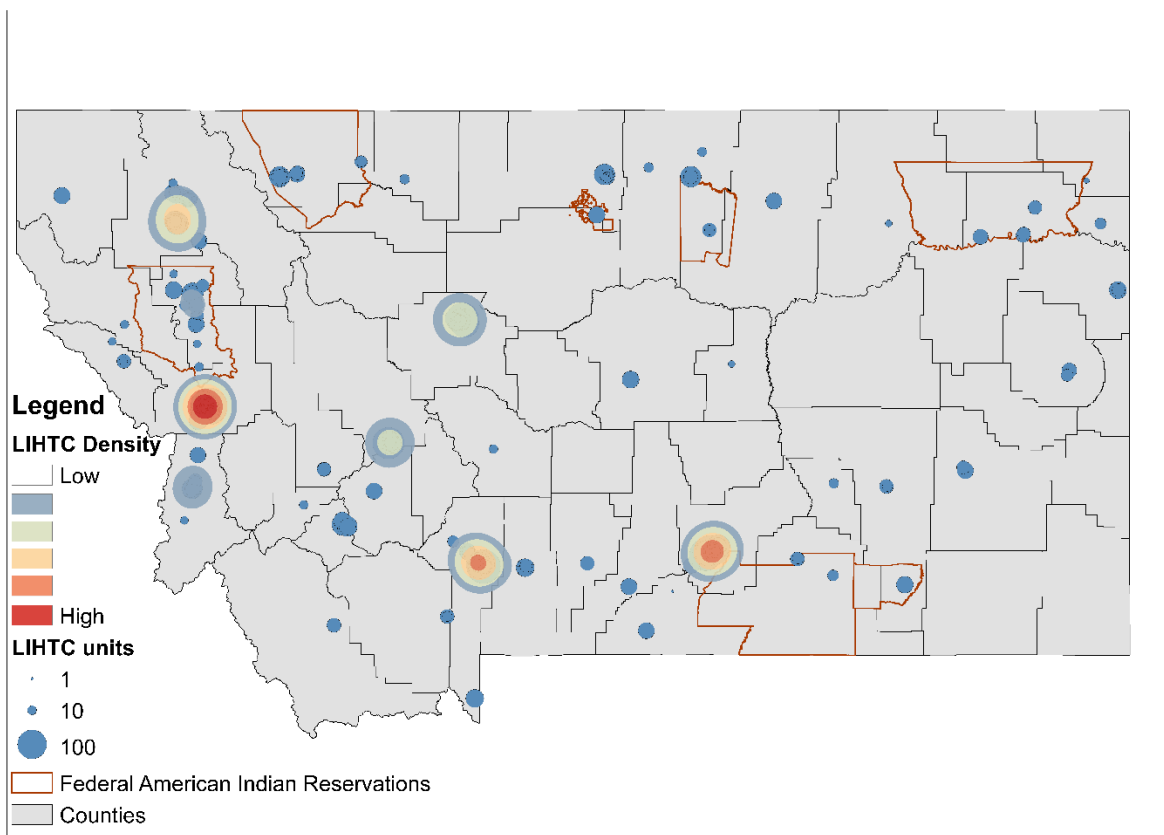 Legend
LIHTC Density
Low
High
LIHTC units
1
10
100
Federal American Indian Reservations
Counties